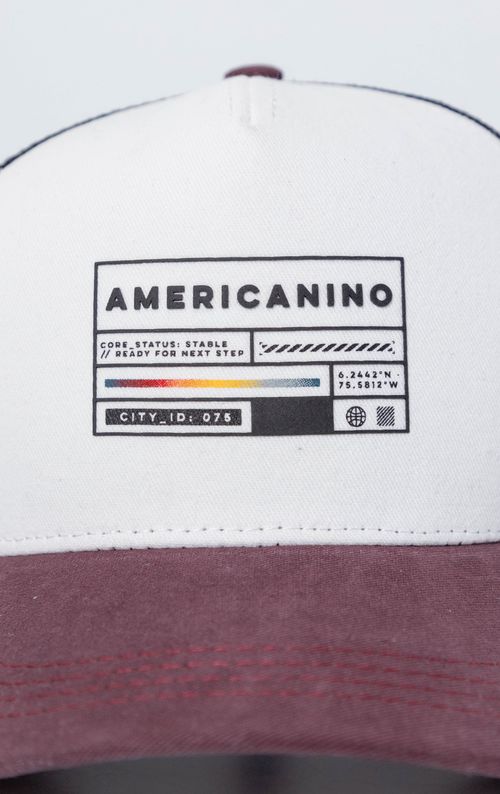 AMERICANINO
CORE_STATUS: STABLE
// READY FOR NEXT STEP
6.2442°N -
75.5812°W
CITY_ID: 075